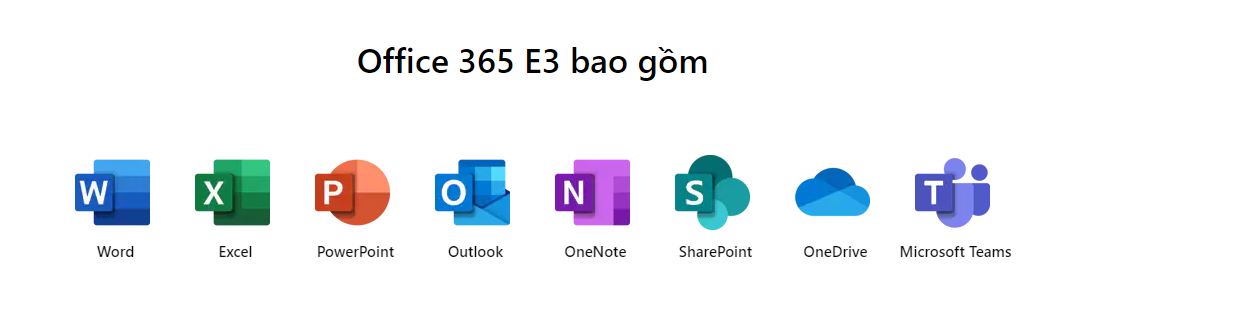 Office 365 E3 bao gồm
W X P O N S T
Word Excel PowerPoint Outlook OneNote SharePoint OneDrive Microsoft Teams